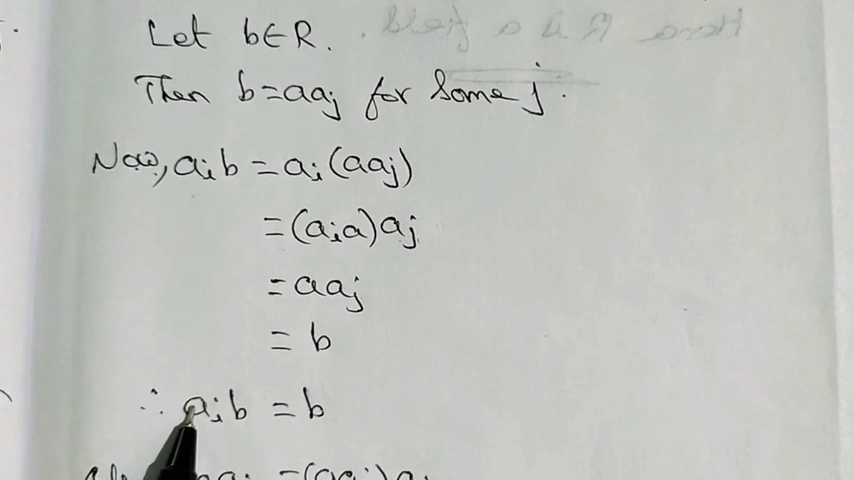 Let b∈R.
Then b=aaⱼ for some j.
Now, aᵢb = aᵢ(aaⱼ)
=(aᵢa)aⱼ
= aaⱼ
= b
∴ aᵢb = b